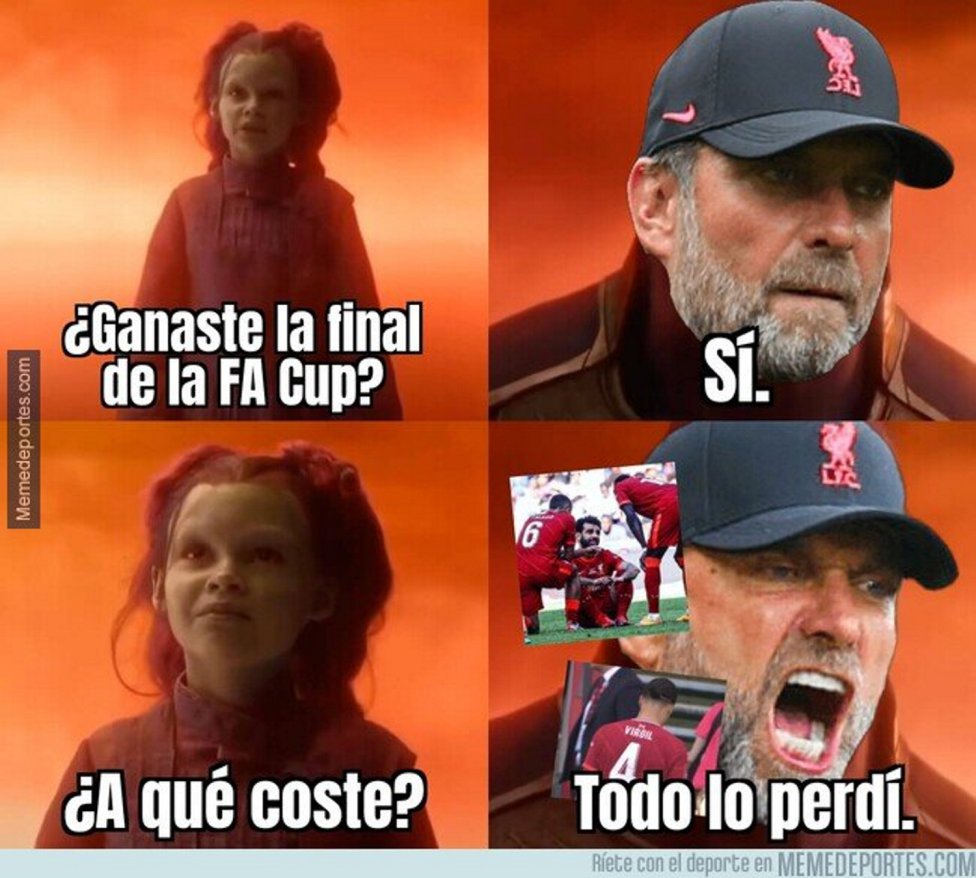 ¿Ganaste la final
de la FA Cup?
Sí.
LFC
6
VIRGIL
4
¿A qué coste?
Todo lo perdí.
Memedeportes.com
Ríete con el deporte en MEMEDEPORTES.COM